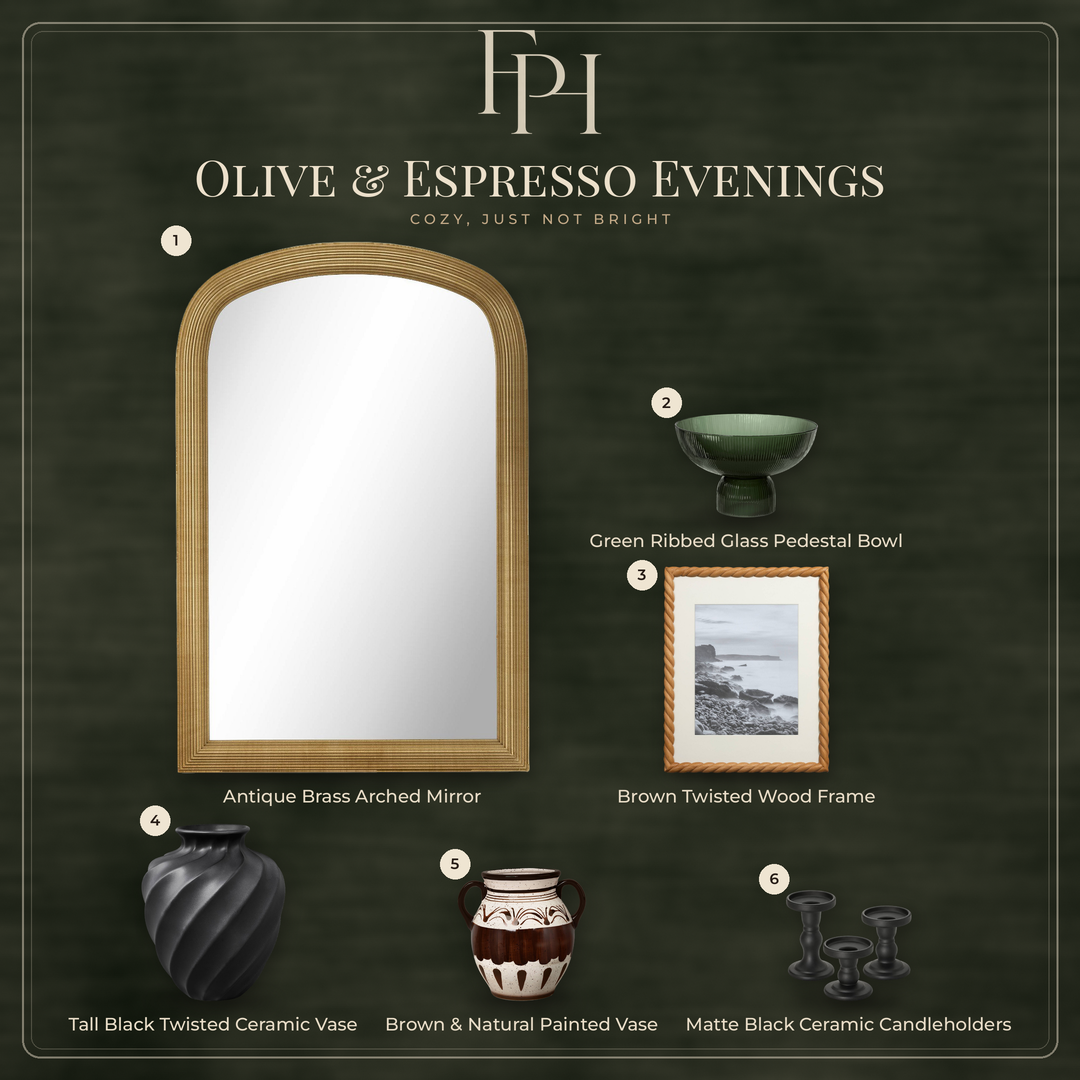 FPH
Olive & Espresso Evenings
COZY, JUST NOT BRIGHT
1
2
Green Ribbed Glass Pedestal Bowl
3
Antique Brass Arched Mirror
Brown Twisted Wood Frame
4
5
6
Tall Black Twisted Ceramic Vase
Brown & Natural Painted Vase
Matte Black Ceramic Candleholders